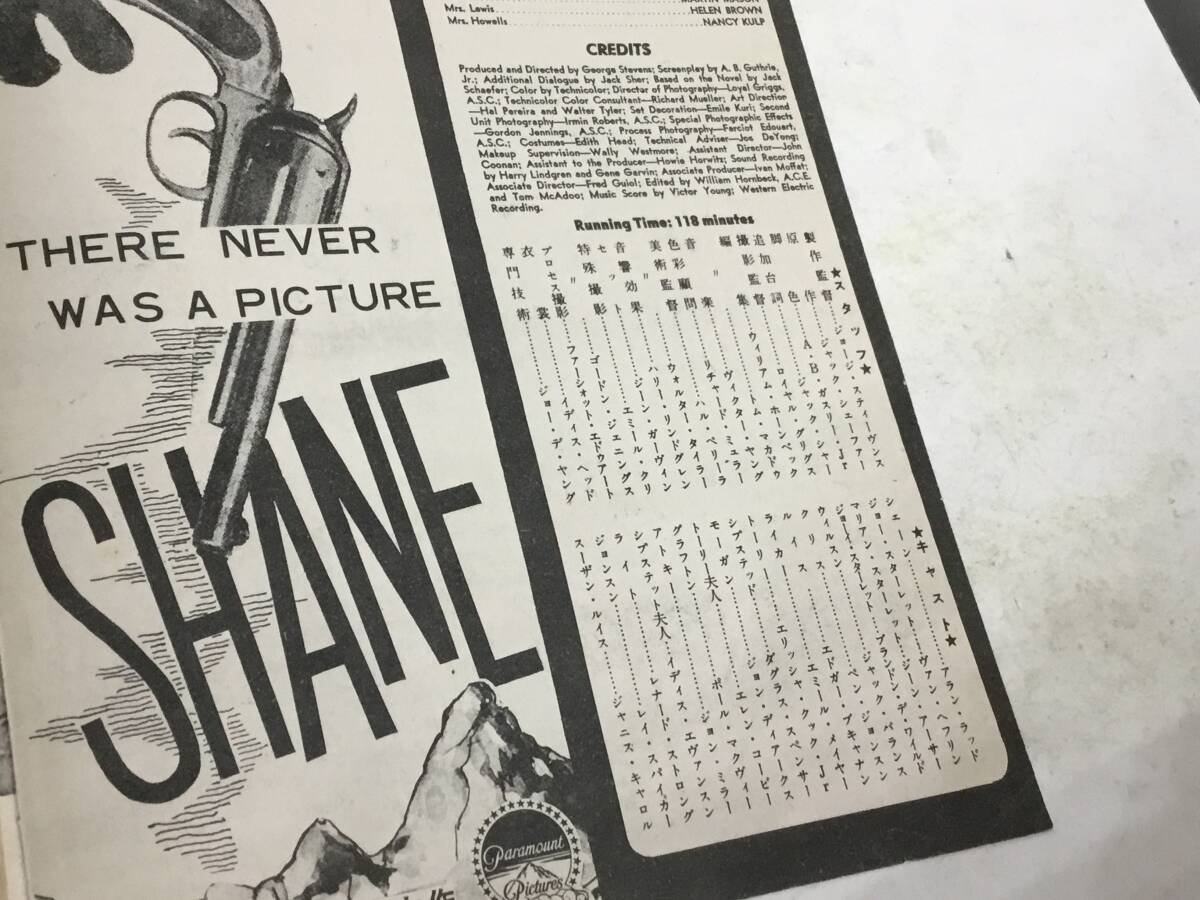 THERE NEVER
WAS A PICTURE
SHANE
Paramount
Pictures
Mrs. Lewis HELEN BROWN
Mrs. Howells NANCY KULP
CREDITS
Produced and Directed by George Stevens; Screenplay by A. B. Guthrie,
Jr.; Additional Dialogue by Jack Sher; Based on the Novel by Jack
Schaefer; Color by Technicolor; Director of Photography—Loyal Griggs,
A.S.C.; Technicolor Color Consultant—Richard Mueller; Art Direction
—Hal Pereira and Walter Tyler; Set Decoration—Emile Kuri; Second
Unit Photography—Irmin Roberts, A.S.C.; Special Photographic Effects
—Gordon Jennings, A.S.C.; Process Photography—Farciot Edouart,
A.S.C.; Costumes—Edith Head; Technical Adviser—Joe DeYong;
Makeup Supervision—Wally Westmore; Assistant Director—John
Coonan; Assistant to the Producer—Howie Horwitz; Sound Recording
by Harry Lindgren and Gene Garvin; Associate Producer—Ivan Moffat;
Associate Director—Fred Guiol; Edited by William Hornbeck, A.C.E.
and Tom McAdoo; Music Score by Victor Young; Western Electric
Recording.
Running Time: 118 minutes
★スタッフ★
製作監督 ジョージ・スティーヴンス
原作 ジャック・シェーファー
脚色 A・B・ガスリー・Jr
追加台詞 ジャック・シャー
撮影監督 ロイヤル・グリッグス
編集 ウィリアム・ホーンベック
〃 トム・マカドゥ
音楽 ヴィクター・ヤング
色彩顧問 リチャード・ミュラー
美術監督 ハル・ペリーラ
〃 ウォルター・タイラー
音響効果 ハリー・リンドグレン
〃 ジーン・ガーヴィン
セット エミール・クリ
特殊撮影 ゴードン・ジェニングス
プロセス撮影 ファーショット・エドゥアート
衣裳 イディス・ヘッド
専門技術 ジョー・デ・ヤング
★キャスト★
シェーン アラン・ラッド
ジョー・スターレット ヴァン・ヘフリン
マリアン・スターレット ジーン・アーサー
ジョーイ・スターレット ブランドン・デ・ワイルド
ウィルスン ジャック・パランス
クリス ベン・ジョンスン
ルイス エドガー・ブキャナン
ライカー エミール・メイヤー
トーリー エリッシャ・クック・Jr
シプステッド ダグラス・スペンサー
モーガン ジョン・ディアークス
トーリー夫人 エレン・コービー
グラフトン ポール・マクヴィー
アトキー ジョン・ミラー
シプステット夫人 イディス・エヴァンスン
ライト レナード・ストロング
ジョンスン レイ・スパイカー
スーザン・ルイス ジャニス・キャロル